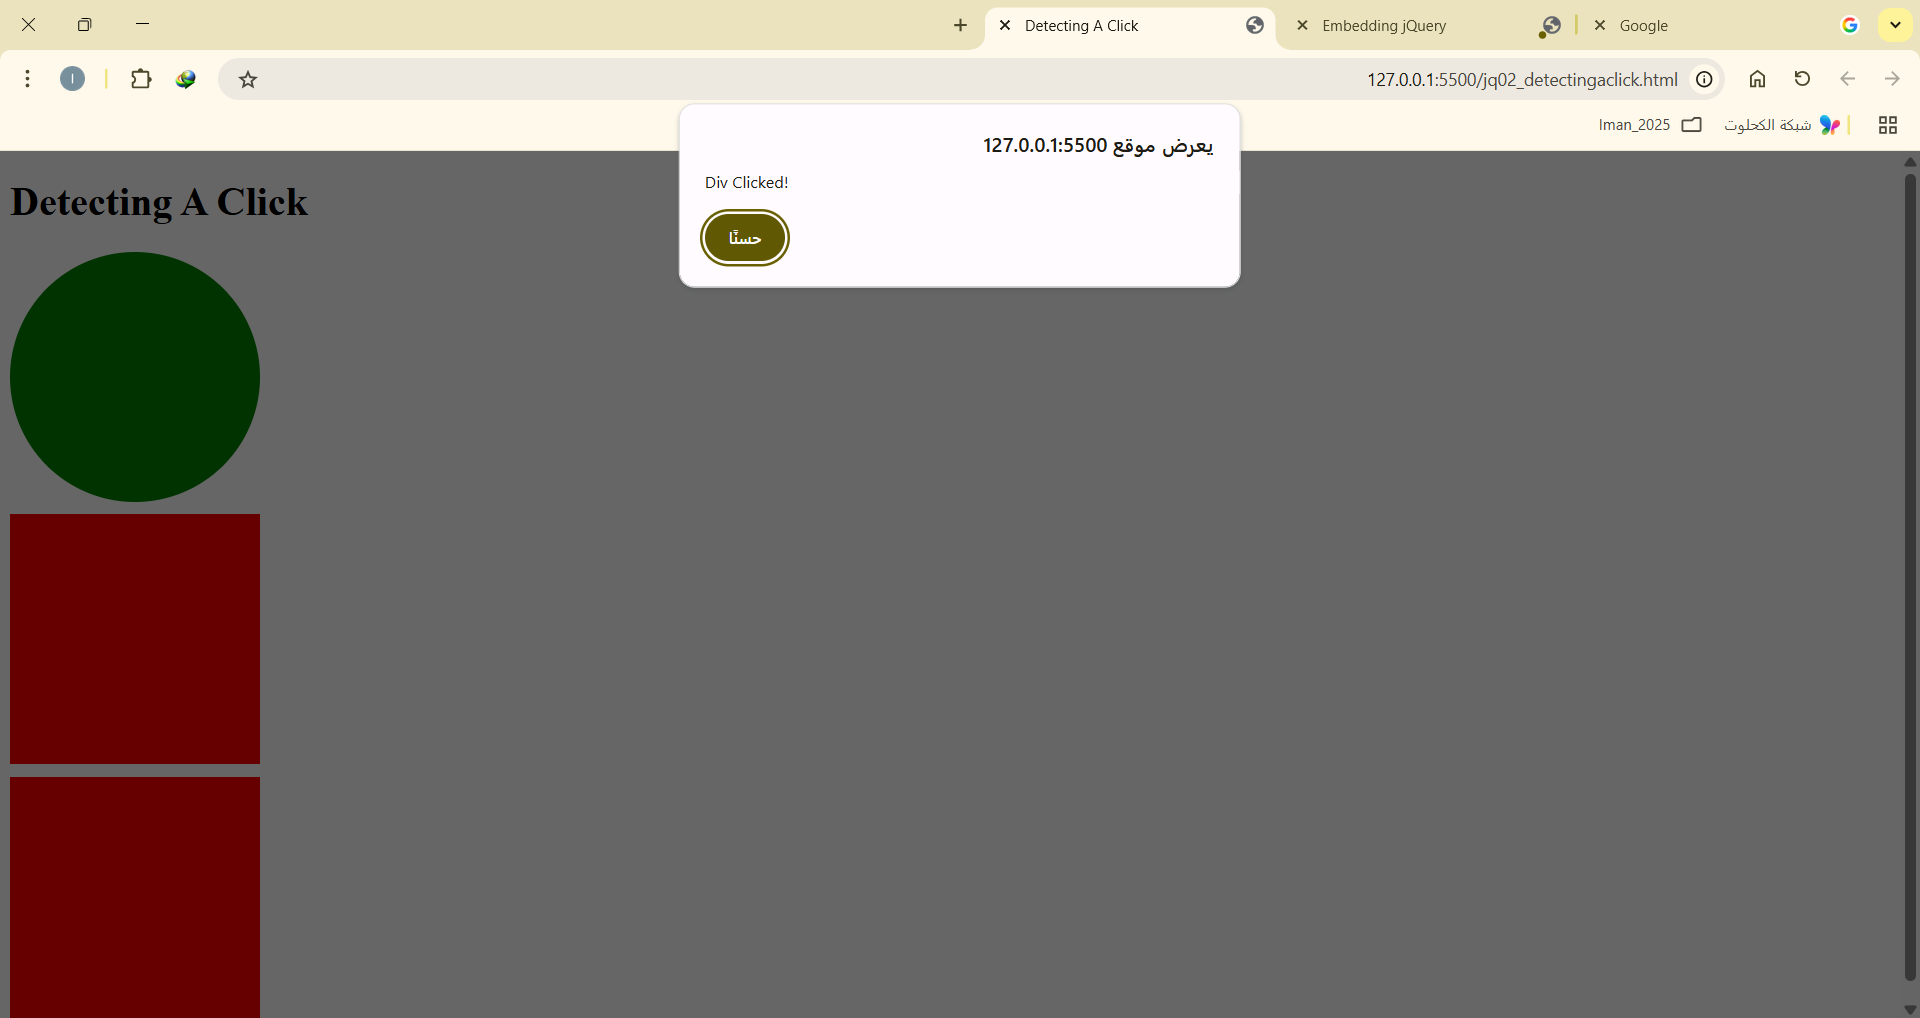 Detecting A Click
Embedding jQuery
Google
I
127.0.0.1:5500/jq02_detectingaclick.html
Iman_2025
شبكة الكحلوت
يعرض موقع 127.0.0.1:5500
Div Clicked!
حسنًا
Detecting A Click